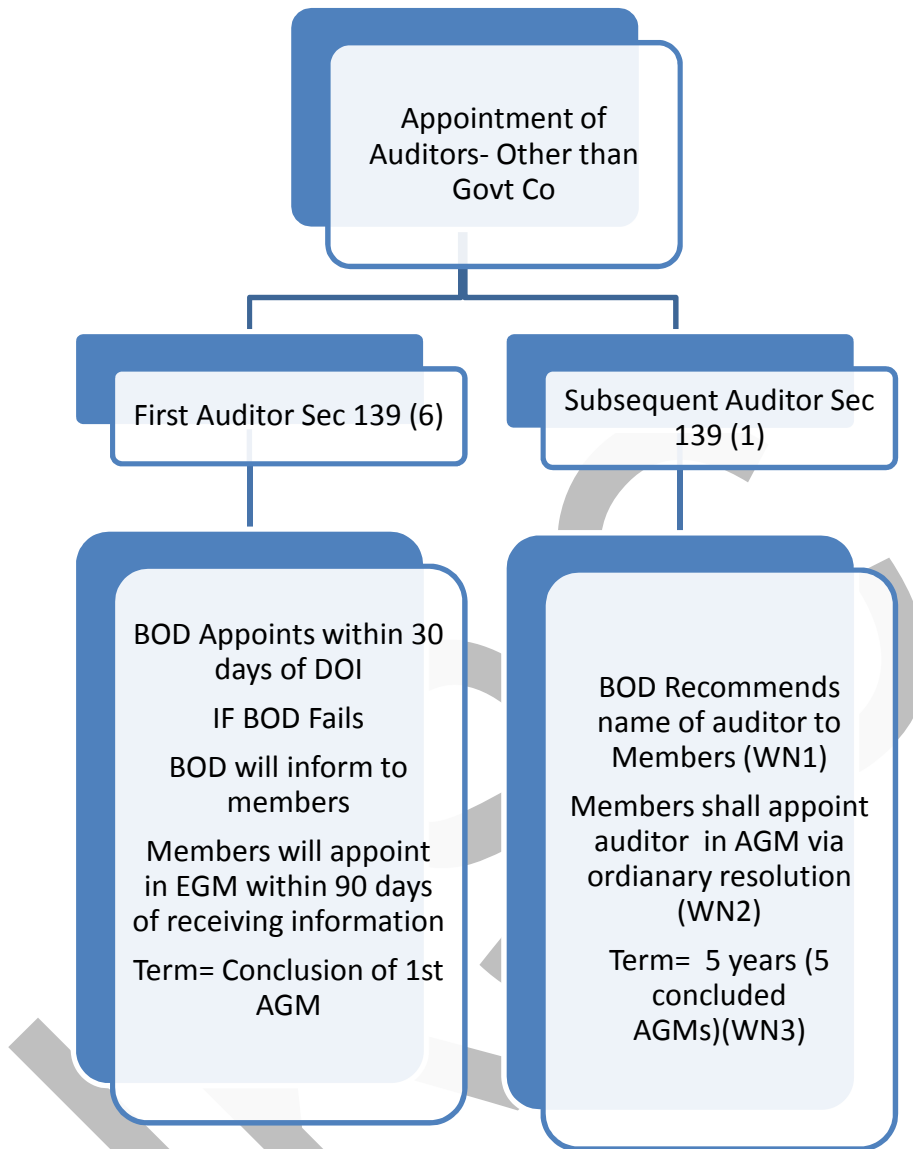 Appointment of
Auditors- Other than
Govt Co
First Auditor Sec 139 (6)
BOD Appoints within 30
days of DOI
IF BOD Fails
BOD will inform to
members
Members will appoint
in EGM within 90 days
of receiving information
Term= Conclusion of 1st
AGM
Subsequent Auditor Sec
139 (1)
BOD Recommends
name of auditor to
Members (WN1)
Members shall appoint
auditor in AGM via
ordianary resolution
(WN2)
Term= 5 years (5
concluded
AGMs)(WN3)